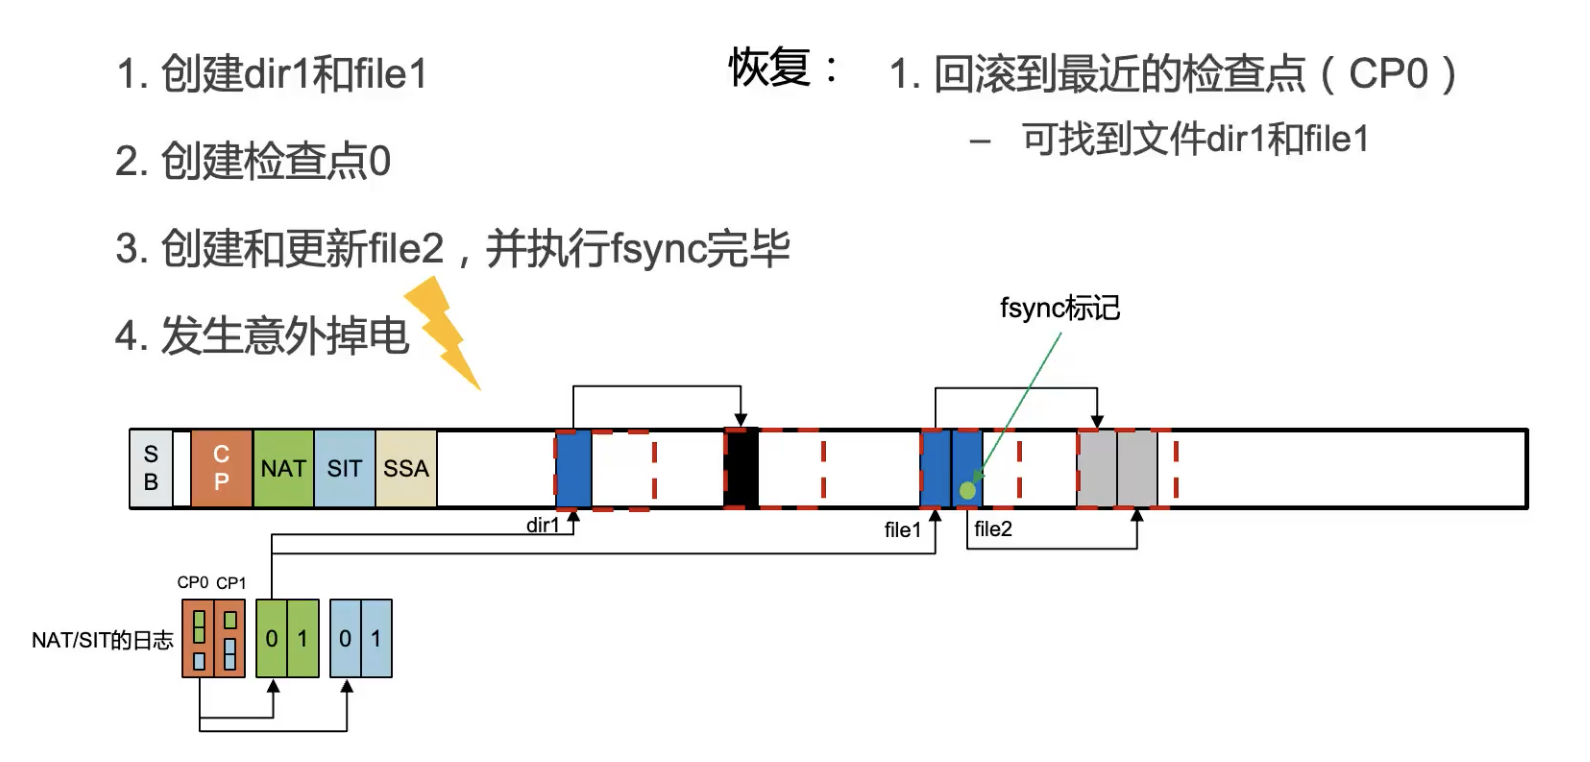 1. 创建dir1和file1
2. 创建检查点0
3. 创建和更新file2，并执行fsync完毕
4. 发生意外掉电
恢复：
1. 回滚到最近的检查点（CP0）
– 可找到文件dir1和file1
fsync标记
SB
CP
NAT
SIT
SSA
dir1
file1
file2
CP0 CP1
NAT/SIT的日志
0 1
0 1